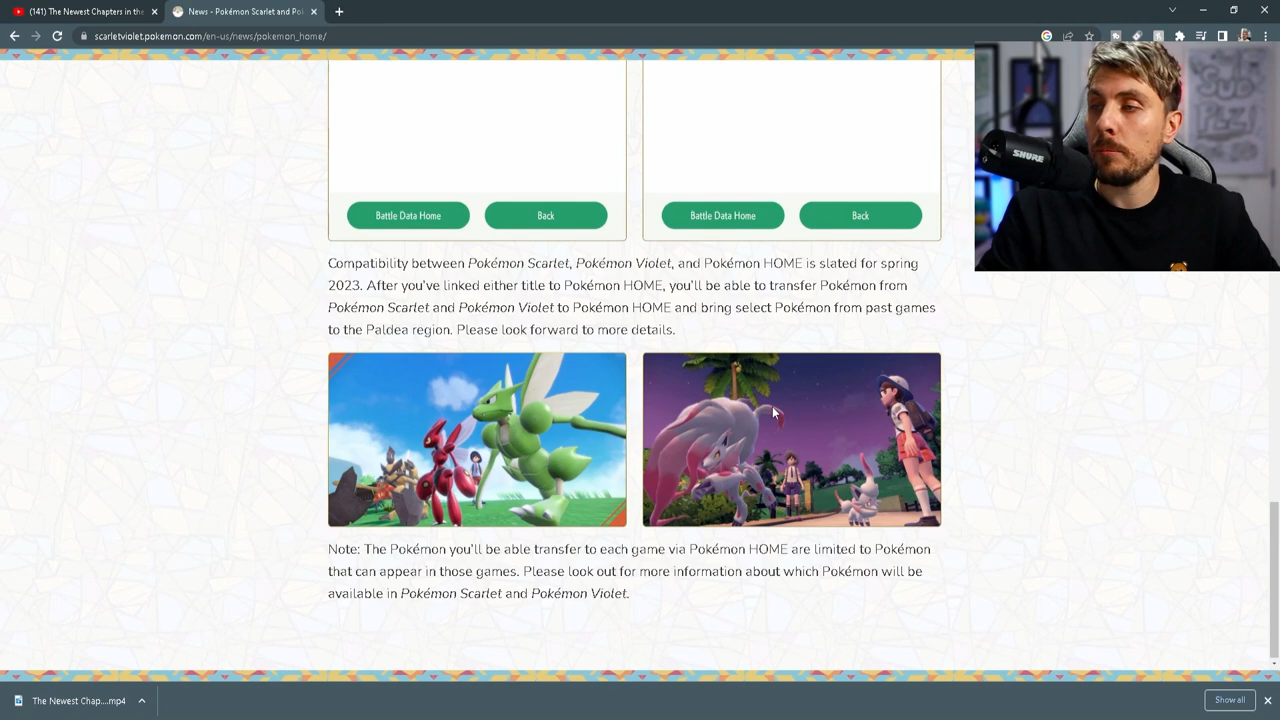 (141) The Newest Chapters in the
News - Pokémon Scarlet and Pok
scarletviolet.pokemon.com/en-us/news/pokemon_home/
SHURE
Battle Data Home
Back
Battle Data Home
Back
Compatibility between Pokémon Scarlet, Pokémon Violet, and Pokémon HOME is slated for spring
2023. After you've linked either title to Pokémon HOME, you'll be able to transfer Pokémon from
Pokémon Scarlet and Pokémon Violet to Pokémon HOME and bring select Pokémon from past games
to the Paldea region. Please look forward to more details.
Note: The Pokémon you'll be able transfer to each game via Pokémon HOME are limited to Pokémon
that can appear in those games. Please look out for more information about which Pokémon will be
available in Pokémon Scarlet and Pokémon Violet.
The Newest Chap....mp4
Show all